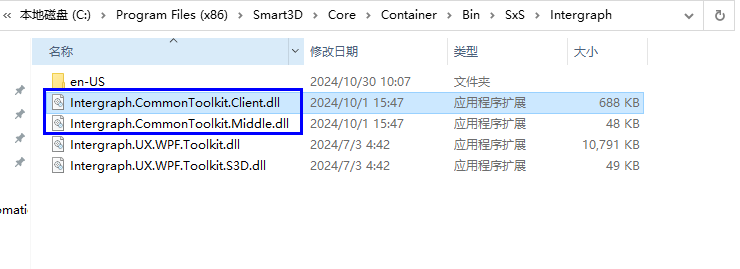 « 本地磁盘 (C:) › Program Files (x86) › Smart3D › Core › Container › Bin › SxS › Intergraph
名称 修改日期 类型 大小
en-US 2024/10/30 10:07 文件夹
Intergraph.CommonToolkit.Client.dll 2024/10/1 15:47 应用程序扩展 688 KB
Intergraph.CommonToolkit.Middle.dll 2024/10/1 15:47 应用程序扩展 48 KB
Intergraph.UX.WPF.Toolkit.dll 2024/7/3 4:42 应用程序扩展 10,791 KB
Intergraph.UX.WPF.Toolkit.S3D.dll 2024/7/3 4:42 应用程序扩展 49 KB
omatic